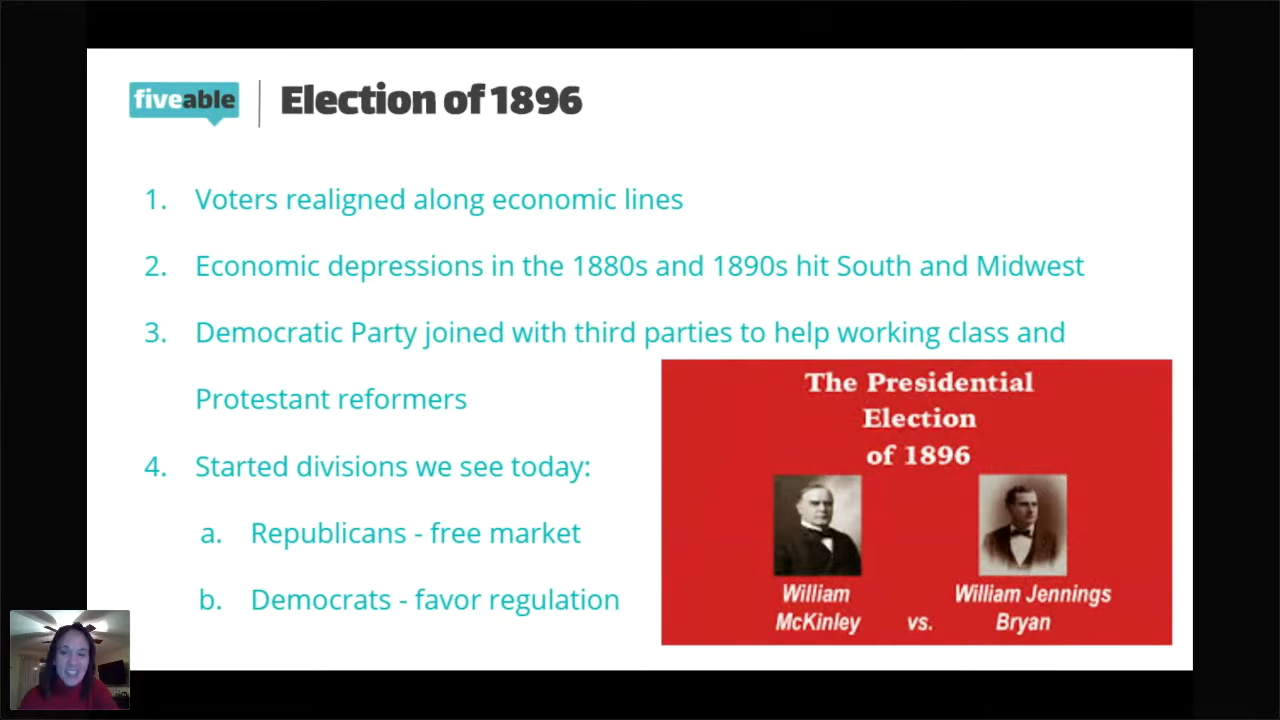 fiveable
Election of 1896
1. Voters realigned along economic lines
2. Economic depressions in the 1880s and 1890s hit South and Midwest
3. Democratic Party joined with third parties to help working class and
Protestant reformers
4. Started divisions we see today:
a. Republicans - free market
b. Democrats - favor regulation
The Presidential
Election
of 1896
William
McKinley
vs.
William Jennings
Bryan